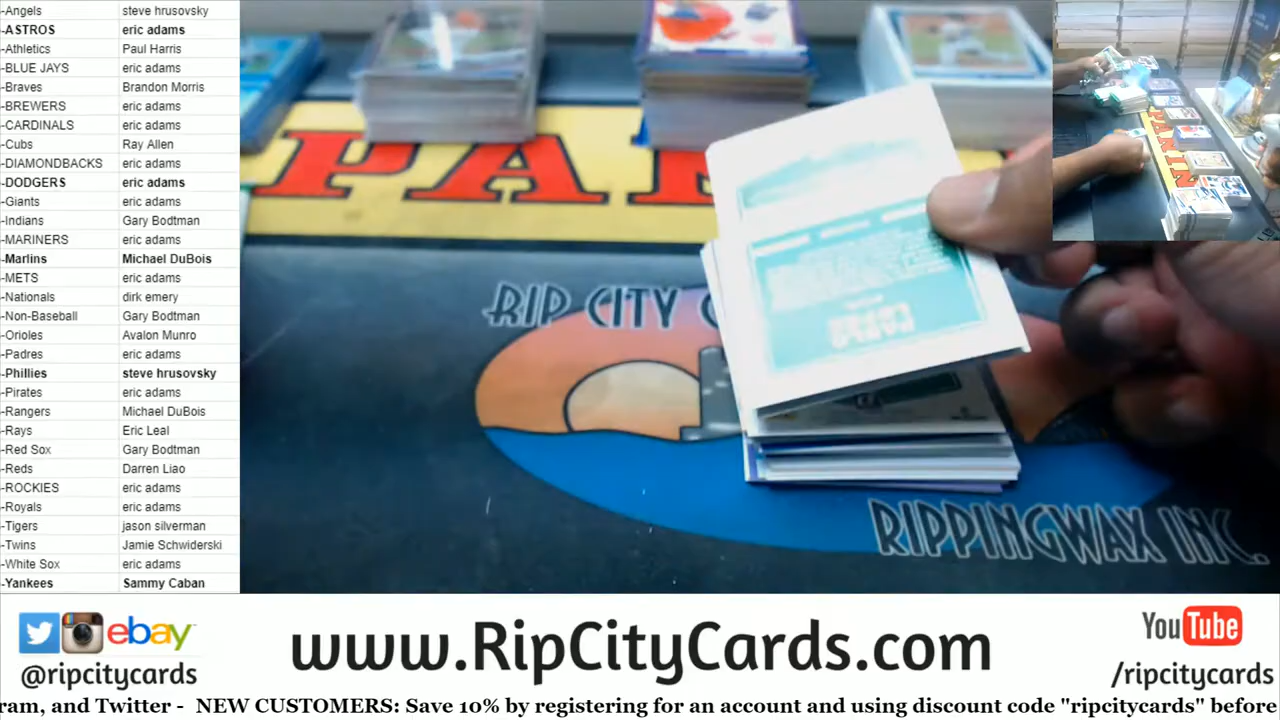 -Angels steve hrusovsky
-ASTROS eric adams
-Athletics Paul Harris
-BLUE JAYS eric adams
-Braves Brandon Morris
-BREWERS eric adams
-CARDINALS eric adams
-Cubs Ray Allen
-DIAMONDBACKS eric adams
-DODGERS eric adams
-Giants eric adams
-Indians Gary Bodtman
-MARINERS eric adams
-Marlins Michael DuBois
-METS eric adams
-Nationals dirk emery
-Non-Baseball Gary Bodtman
-Orioles Avalon Munro
-Padres eric adams
-Phillies steve hrusovsky
-Pirates eric adams
-Rangers Michael DuBois
-Rays Eric Leal
-Red Sox Gary Bodtman
-Reds Darren Liao
-ROCKIES eric adams
-Royals eric adams
-Tigers jason silverman
-Twins Jamie Schwiderski
-White Sox eric adams
-Yankees Sammy Caban
PA
PANIN
RIP CITY C
RIPPINGWAX INC.
ebay
@ripcitycards
www.RipCityCards.com
YouTube
/ripcitycards
ram, and Twitter - NEW CUSTOMERS: Save 10% by registering for an account and using discount code "ripcitycards" before